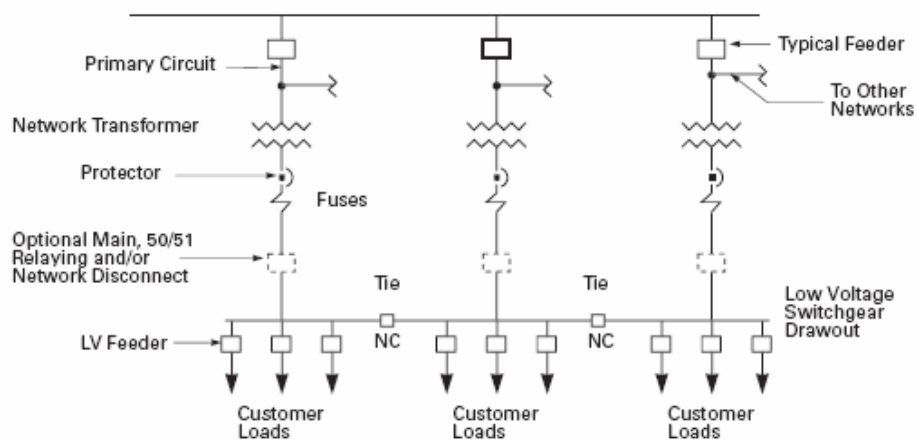 Typical Feeder
Primary Circuit
To Other
Networks
Network Transformer
Protector
Fuses
Optional Main, 50/51
Relaying and/or
Network Disconnect
Tie
Tie
Low Voltage
Switchgear
Drawout
LV Feeder
NC
NC
Customer
Loads
Customer
Loads
Customer
Loads